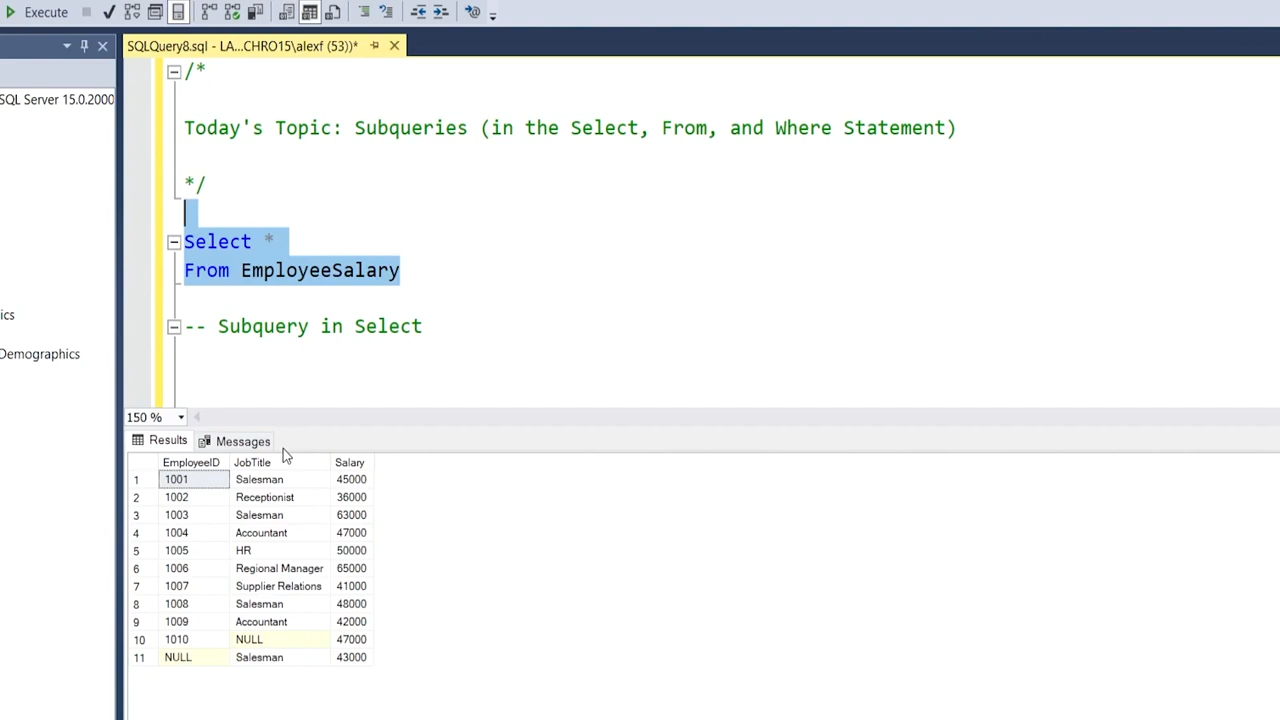 Execute
SQLQuery8.sql - LA...CHRO15\alexf (53))*
SQL Server 15.0.2000
ics
Demographics
/*
Today's Topic: Subqueries (in the Select, From, and Where Statement)
*/
Select *
From EmployeeSalary
-- Subquery in Select
150 %
Results Messages
EmployeeID JobTitle Salary
1 1001 Salesman 45000
2 1002 Receptionist 36000
3 1003 Salesman 63000
4 1004 Accountant 47000
5 1005 HR 50000
6 1006 Regional Manager 65000
7 1007 Supplier Relations 41000
8 1008 Salesman 48000
9 1009 Accountant 42000
10 1010 NULL 47000
11 NULL Salesman 43000